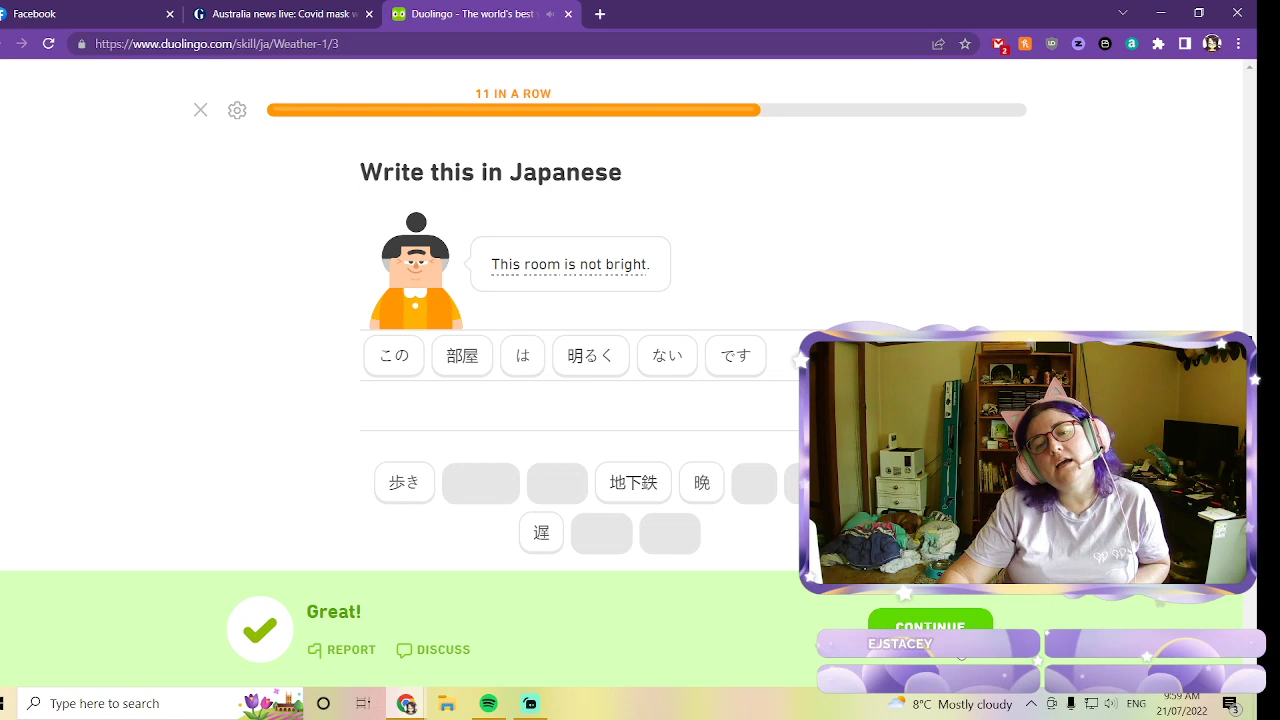 Facebook
Australia news live: Covid mask w
Duolingo - The world's best
https://www.duolingo.com/skill/ja/Weather-1/3
2
11 IN A ROW
Write this in Japanese
This room is not bright.
この 部屋 は 明るく ない です
歩き 地下鉄 晩
遅
Great!
REPORT DISCUSS
CONTINUE
EJSTACEY
Type here to search
8°C Mostly cloudy
ENG
9:59 AM
21/07/2022
3